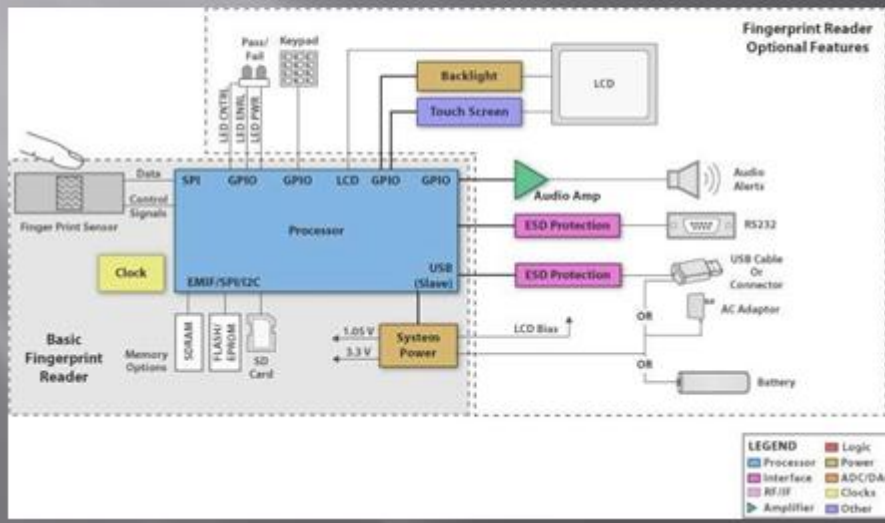 Fingerprint Reader
Optional Features
Pass/
Fail
Keypad
LED CNTRL
LED ENRL
LED PWR
Backlight
Touch Screen
LCD
Data
Control
Signals
Finger Print Sensor
SPI
GPIO
GPIO
LCD
GPIO
GPIO
Processor
EMIF/SPI/I2C
USB
(Slave)
Audio Amp
Audio
Alerts
ESD Protection
RS232
ESD Protection
USB Cable
Or
Connector
OR
AC Adaptor
Clock
Basic
Fingerprint
Reader
Memory
Options
SDRAM
FLASH/
EPROM
SD
Card
1.05 V
3.3 V
System
Power
LCD Bias
OR
Battery
LEGEND
Processor
Interface
RF/IF
Amplifier
Logic
Power
ADC/DA
Clocks
Other